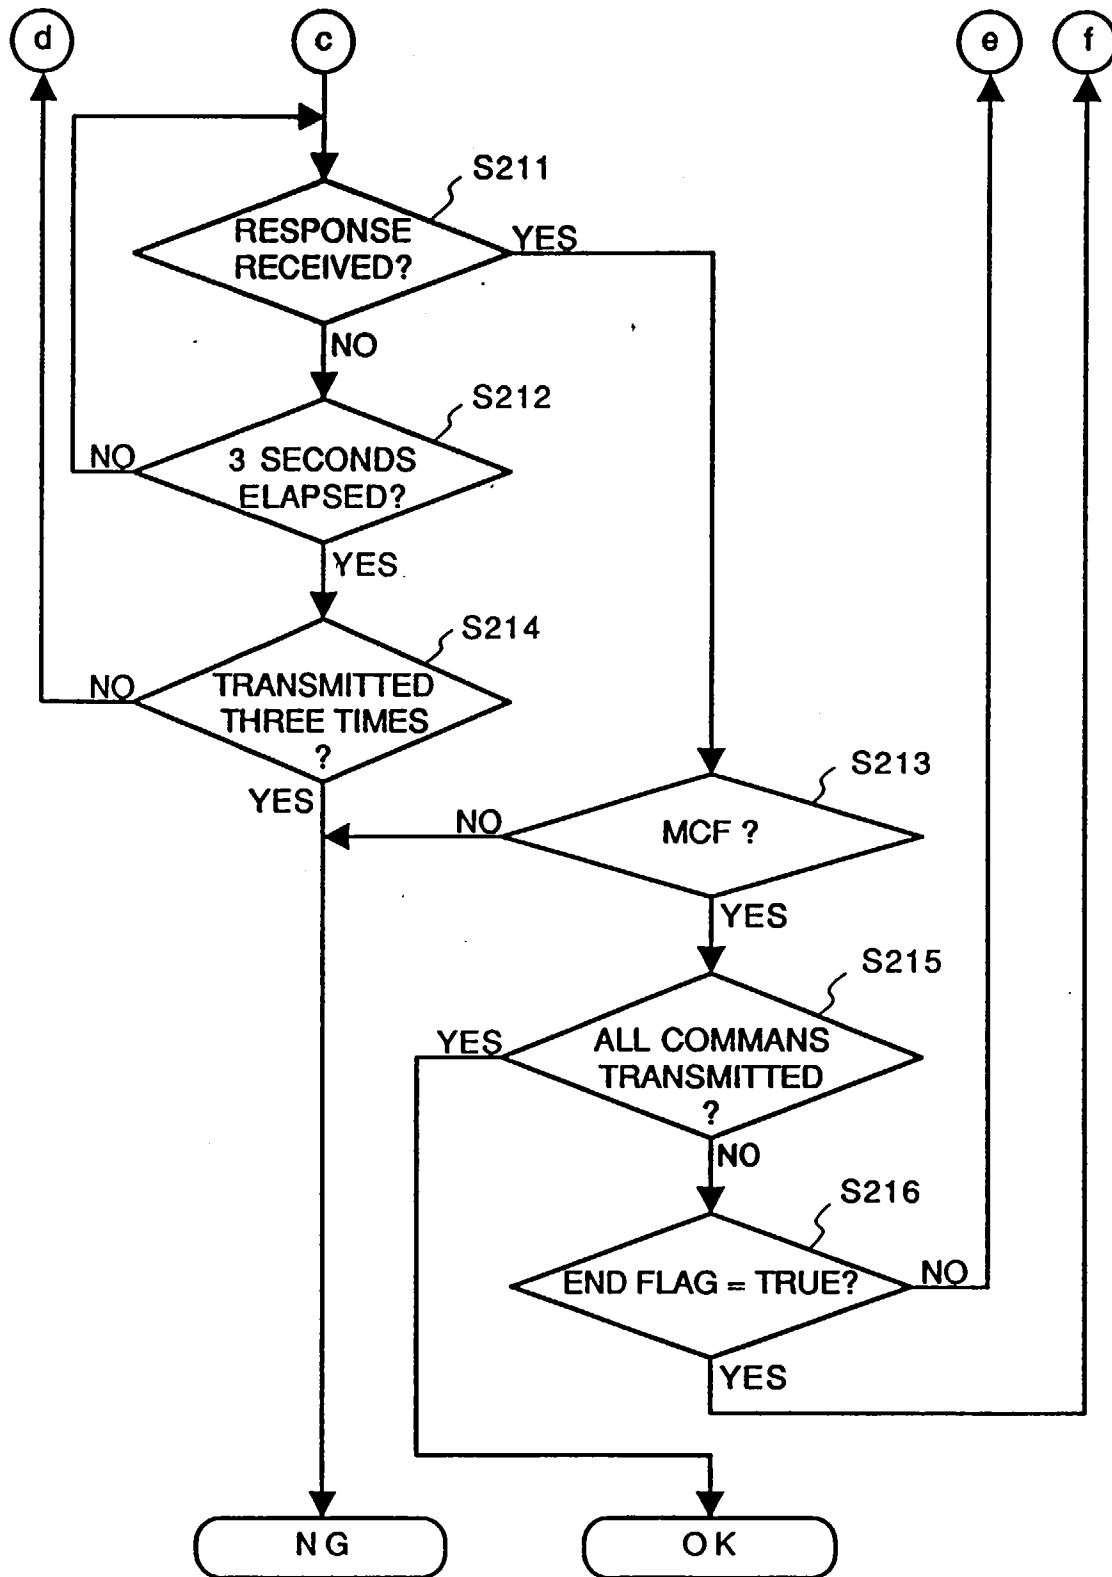 d
c
e
f
S211
RESPONSE
RECEIVED?
YES
NO
S212
NO
3 SECONDS
ELAPSED?
YES
S214
NO
TRANSMITTED
THREE TIMES
?
YES
S213
NO
MCF ?
YES
S215
YES
ALL COMMANS
TRANSMITTED
?
NO
S216
END FLAG = TRUE?
NO
YES
NG
OK